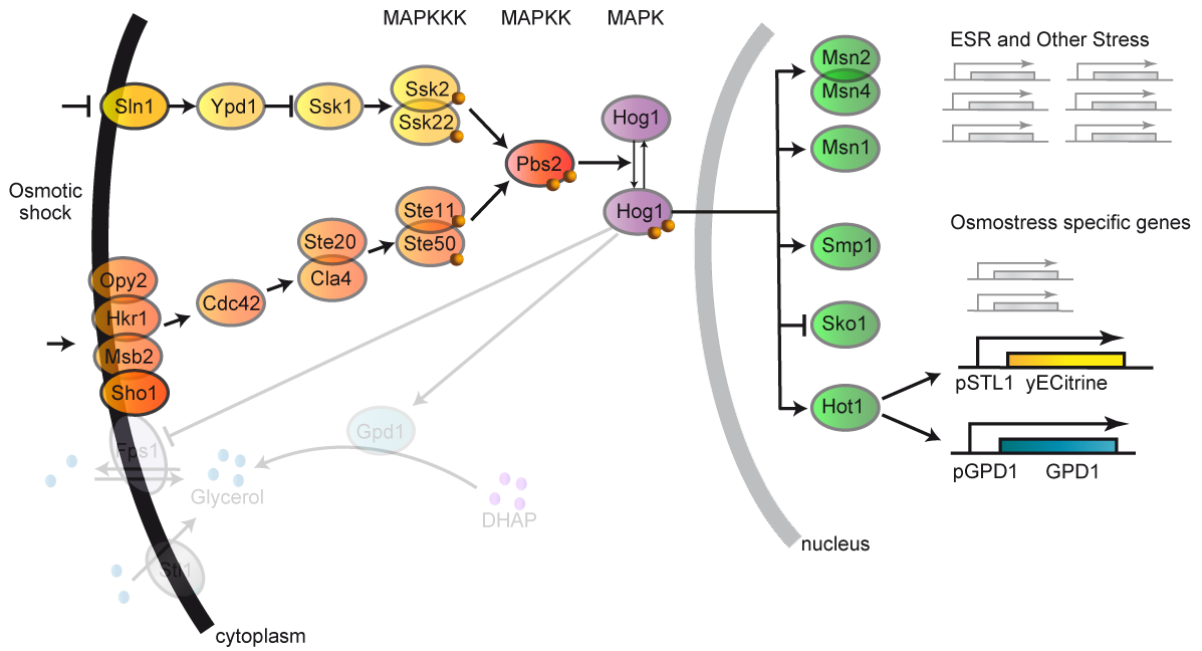 MAPKKK MAPKK MAPK
ESR and Other Stress
Sln1
Ypd1
Ssk1
Ssk2
Ssk22
Pbs2
Hog1
Hog1
Msn2
Msn4
Msn1
Osmotic
shock
Ste11
Ste50
Ste20
Cla4
Cdc42
Opy2
Hkr1
Msb2
Sho1
Smp1
Sko1
Hot1
Osmostress specific genes
pSTL1 yECitrine
pGPD1 GPD1
Fps1
Gpd1
Glycerol
DHAP
Stl1
nucleus
cytoplasm